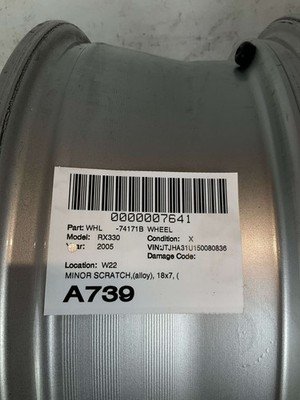 0000007641
Part: WHL -74171B WHEEL
Model: RX330 Condition: X
Year: 2005 VIN:JTJHA31U150080836
Damage Code:
Location: W22
MINOR SCRATCH,(alloy), 18x7, (
A739